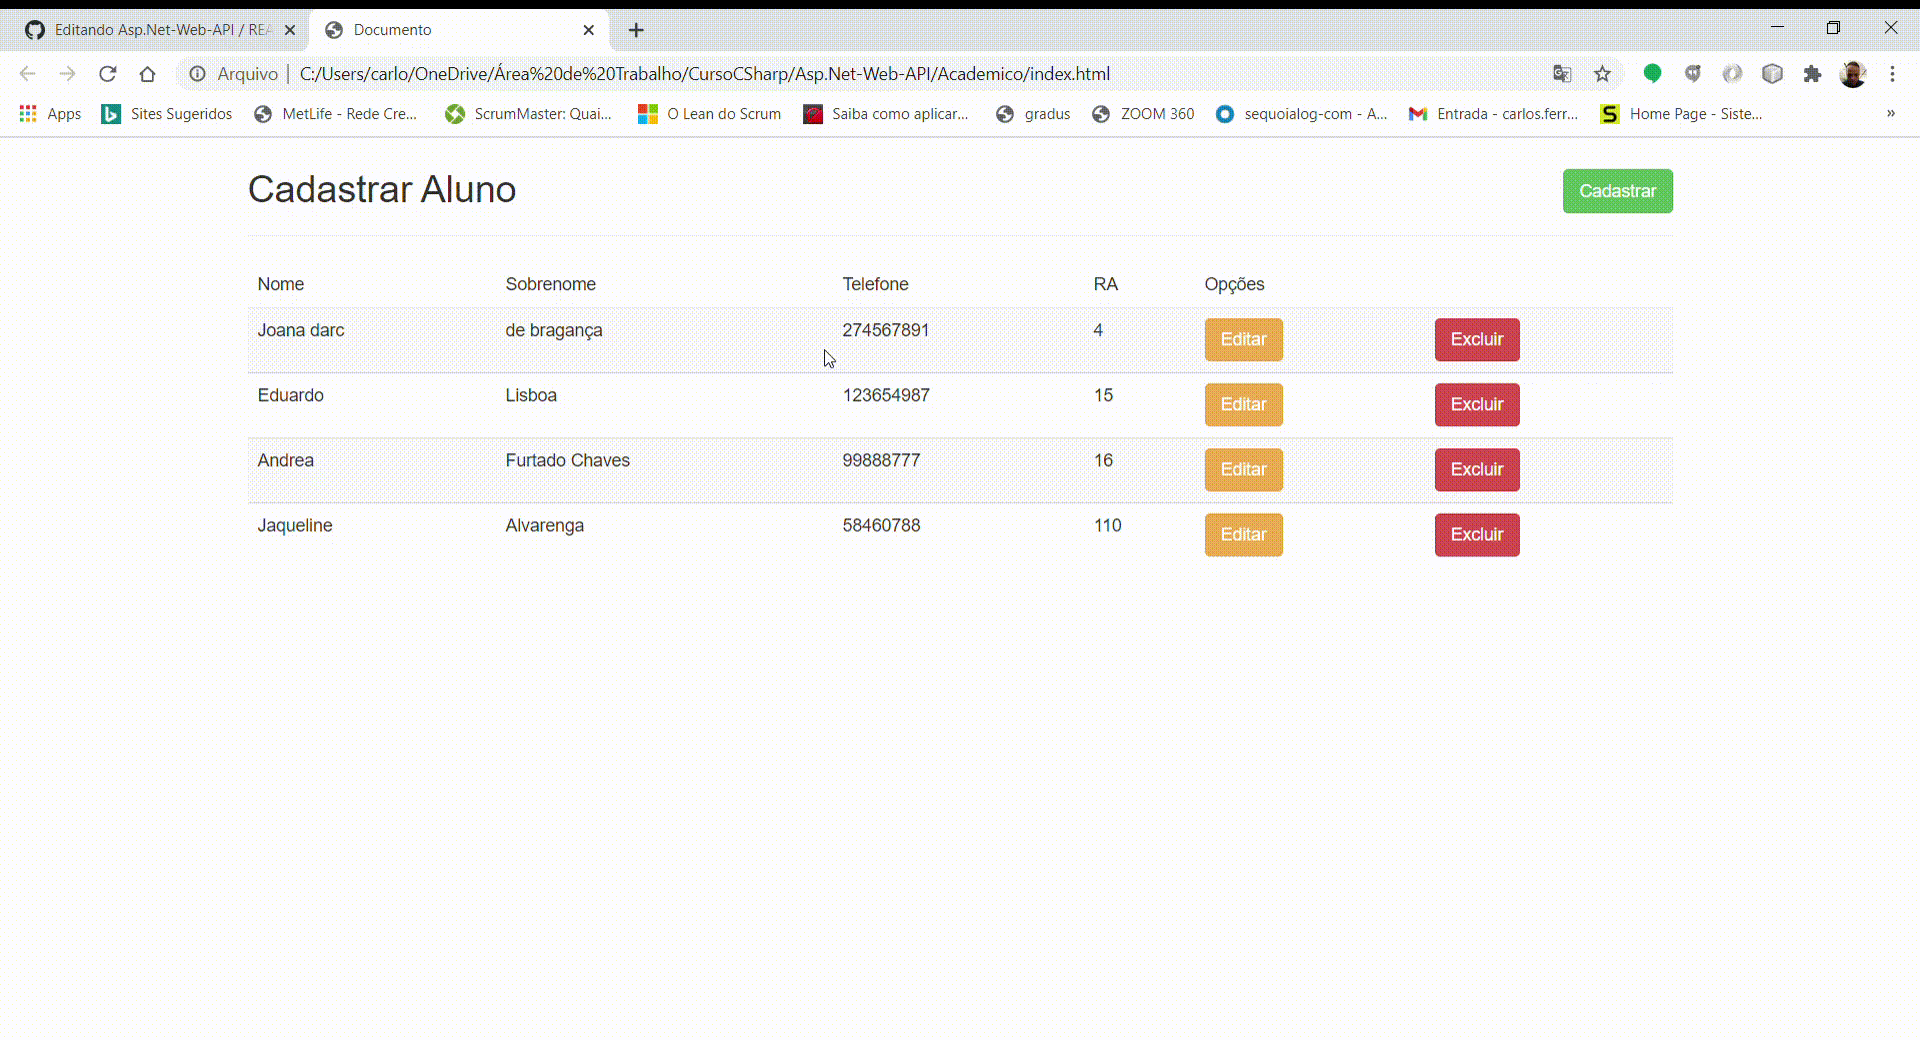 Editando Asp.Net-Web-API / REA
Documento
Arquivo | C:/Users/carlo/OneDrive/Área%20de%20Trabalho/CursoCSharp/Asp.Net-Web-API/Academico/index.html
Apps Sites Sugeridos MetLife - Rede Cre... ScrumMaster: Quai... O Lean do Scrum Saiba como aplicar... gradus ZOOM 360 sequoialog-com - A... Entrada - carlos.ferr... Home Page - Siste... »
Cadastrar Aluno Cadastrar
Nome Sobrenome Telefone RA Opções
Joana darc de bragança 274567891 4 Editar Excluir
Eduardo Lisboa 123654987 15 Editar Excluir
Andrea Furtado Chaves 99888777 16 Editar Excluir
Jaqueline Alvarenga 58460788 110 Editar Excluir